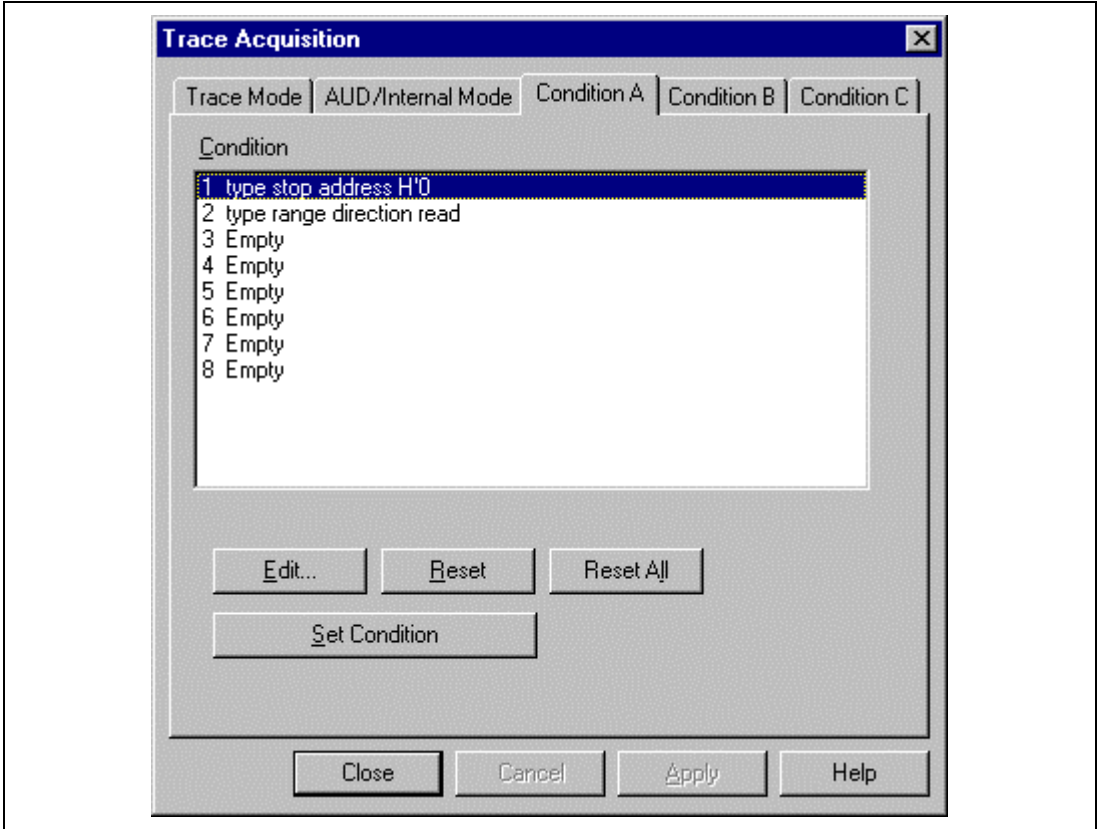 Trace Acquisition
Trace Mode AUD/Internal Mode Condition A Condition B Condition C
Condition
1 type stop address H'0
2 type range direction read
3 Empty
4 Empty
5 Empty
6 Empty
7 Empty
8 Empty
Edit... Reset Reset All
Set Condition
Close Cancel Apply Help